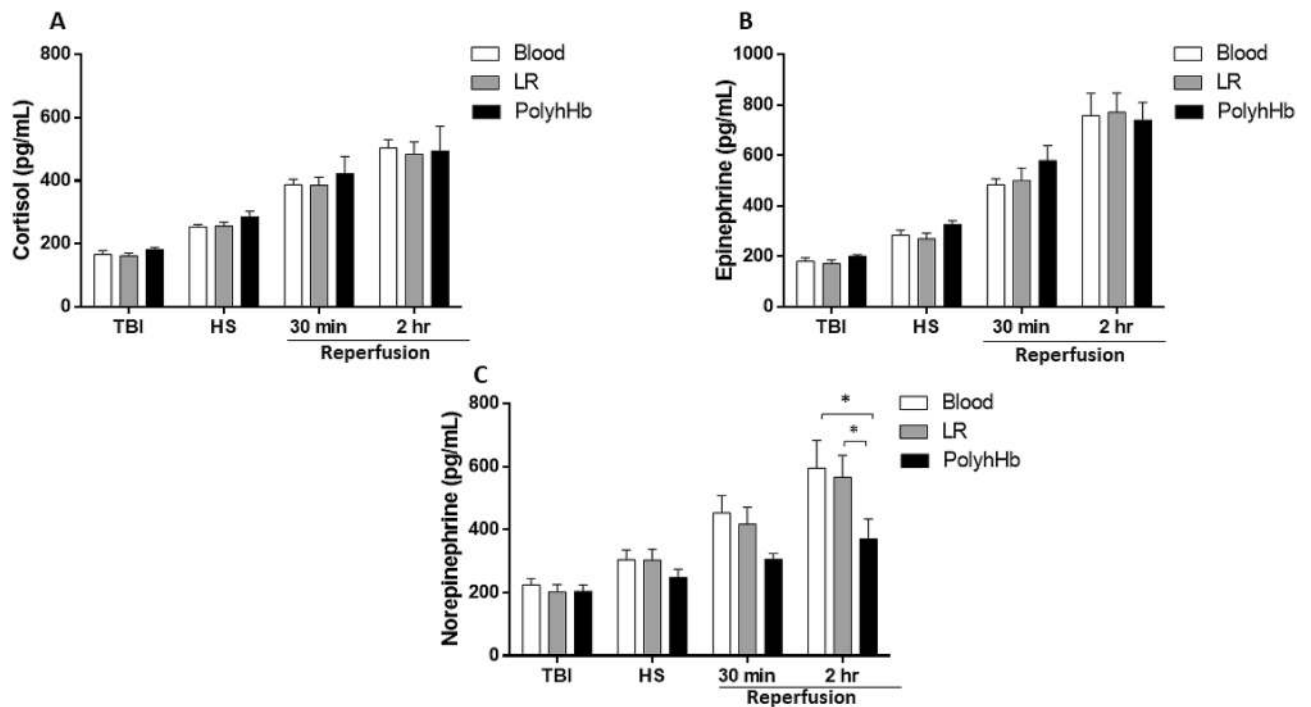 A
Cortisol (pg/mL)
800
600
400
200
0
Blood
LR
PolyhHb
TBI
HS
30 min
2 hr
Reperfusion
B
Epinephrine (pg/mL)
1000
800
600
400
200
0
Blood
LR
PolyhHb
TBI
HS
30 min
2 hr
Reperfusion
C
Norepinephrine (pg/mL)
800
600
400
200
0
*
*
Blood
LR
PolyhHb
TBI
HS
30 min
2 hr
Reperfusion